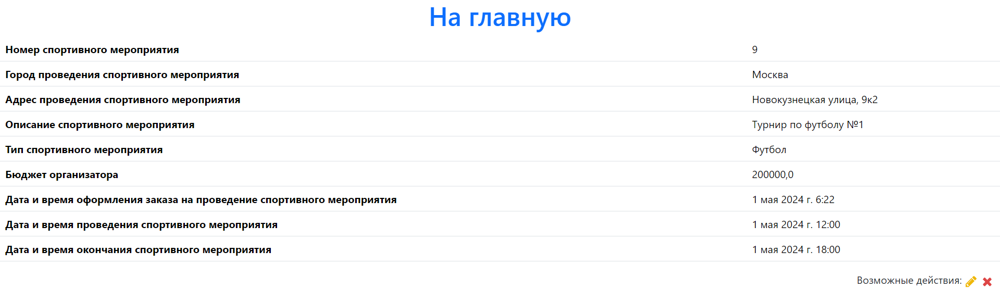 На главную
Номер спортивного мероприятия 9
Город проведения спортивного мероприятия Москва
Адрес проведения спортивного мероприятия Новокузнецкая улица, 9к2
Описание спортивного мероприятия Турнир по футболу №1
Тип спортивного мероприятия Футбол
Бюджет организатора 200000,0
Дата и время оформления заказа на проведение спортивного мероприятия 1 мая 2024 г. 6:22
Дата и время проведения спортивного мероприятия 1 мая 2024 г. 12:00
Дата и время окончания спортивного мероприятия 1 мая 2024 г. 18:00
Возможные действия: